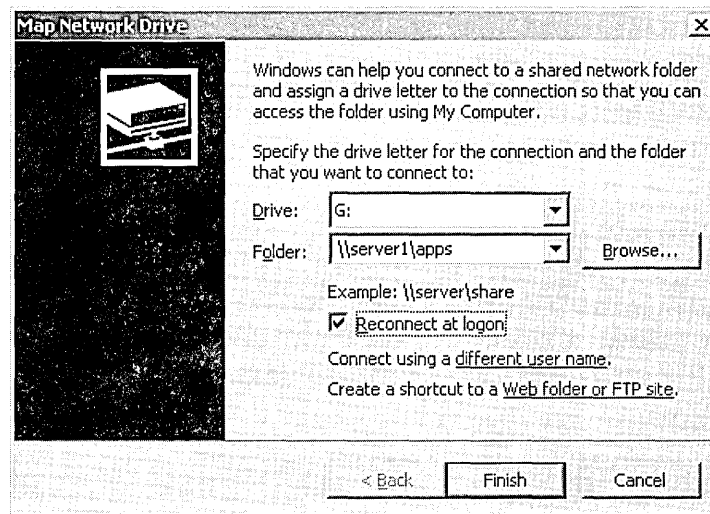 Map Network Drive
Windows can help you connect to a shared network folder
and assign a drive letter to the connection so that you can
access the folder using My Computer.
Specify the drive letter for the connection and the folder
that you want to connect to:
Drive: G:
Folder: \\server1\apps Browse...
Example: \\server\share
Reconnect at logon
Connect using a different user name.
Create a shortcut to a Web folder or FTP site.
< Back Finish Cancel